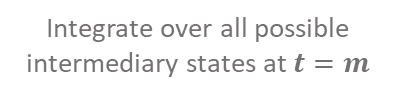 Integrate over all possible
intermediary states at t = m